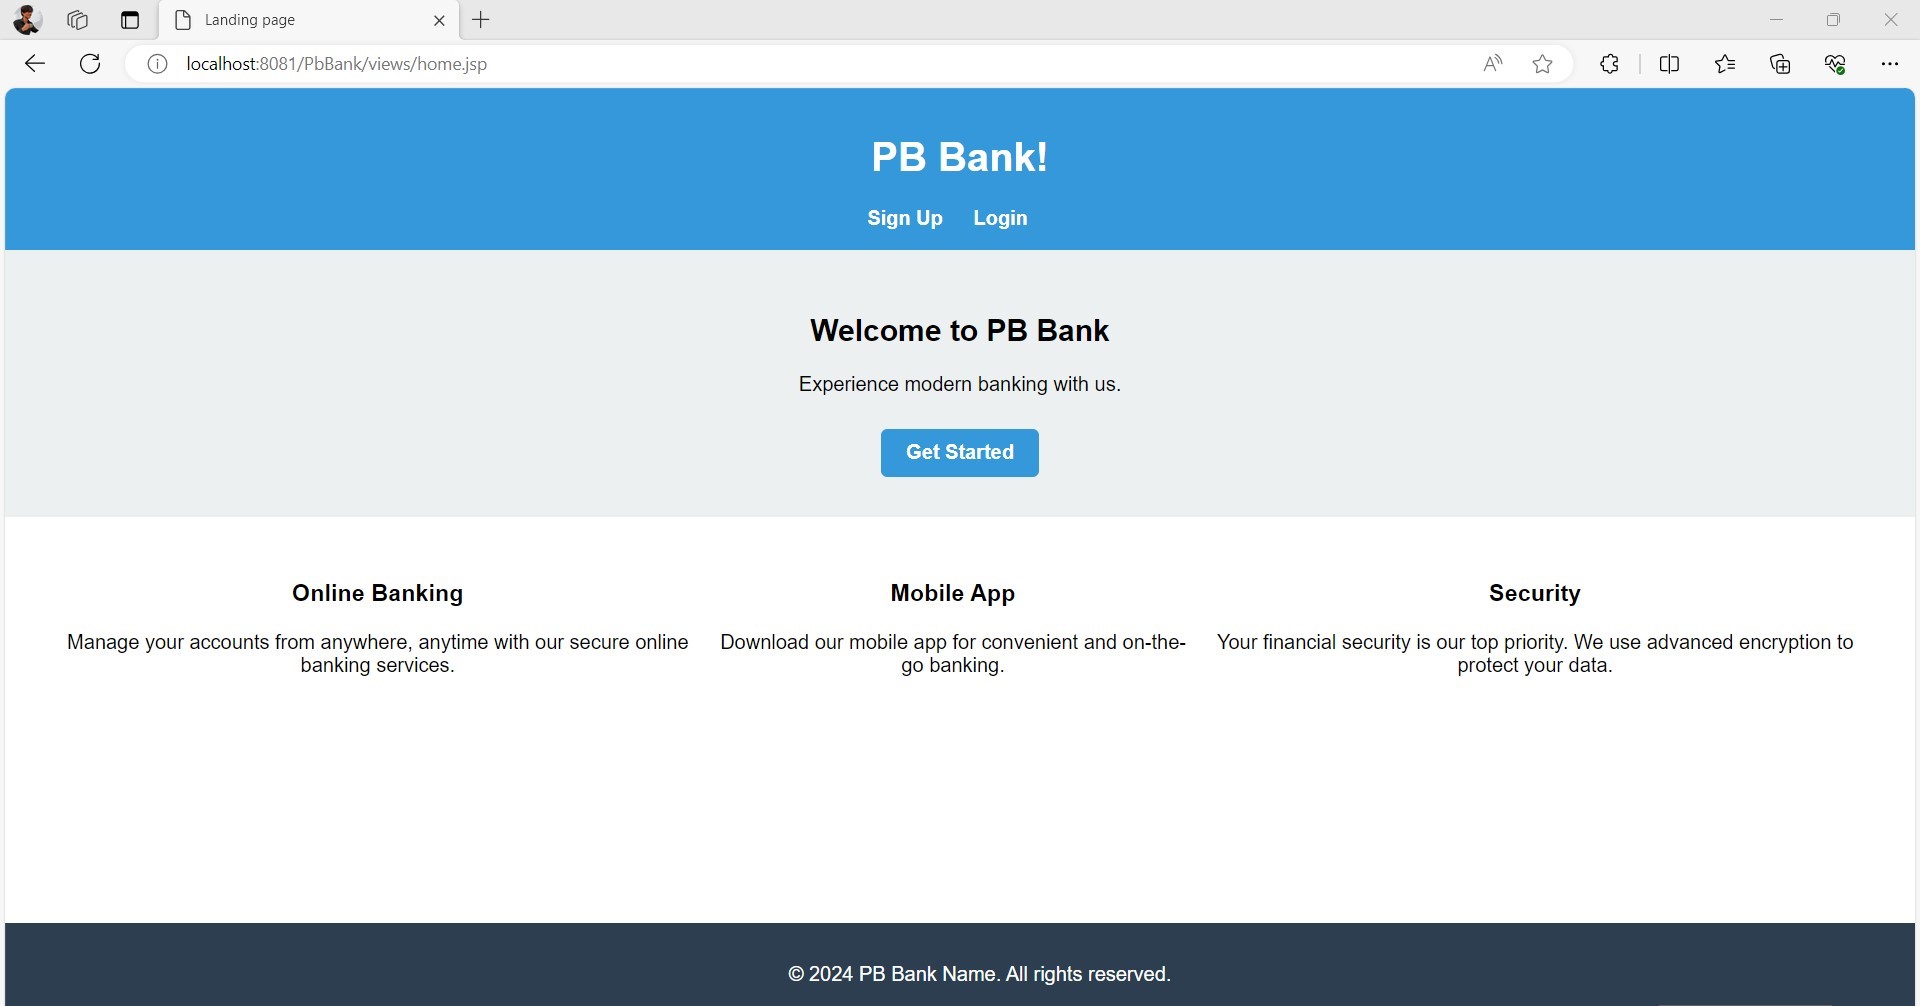 Landing page
localhost:8081/PbBank/views/home.jsp
PB Bank!
Sign Up Login
Welcome to PB Bank
Experience modern banking with us.
Get Started
Online Banking
Manage your accounts from anywhere, anytime with our secure online
banking services.
Mobile App
Download our mobile app for convenient and on-the-
go banking.
Security
Your financial security is our top priority. We use advanced encryption to
protect your data.
© 2024 PB Bank Name. All rights reserved.